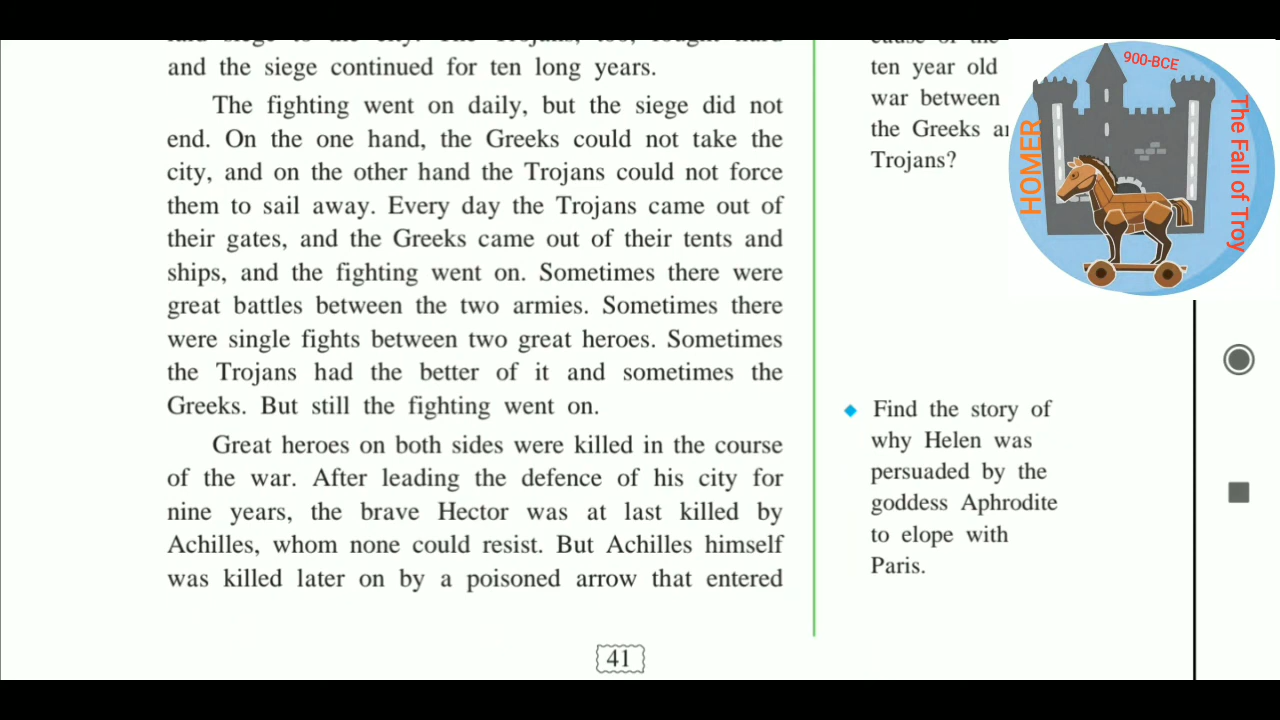 and the siege continued for ten long years.
The fighting went on daily, but the siege did not
end. On the one hand, the Greeks could not take the
city, and on the other hand the Trojans could not force
them to sail away. Every day the Trojans came out of
their gates, and the Greeks came out of their tents and
ships, and the fighting went on. Sometimes there were
great battles between the two armies. Sometimes there
were single fights between two great heroes. Sometimes
the Trojans had the better of it and sometimes the
Greeks. But still the fighting went on.
Great heroes on both sides were killed in the course
of the war. After leading the defence of his city for
nine years, the brave Hector was at last killed by
Achilles, whom none could resist. But Achilles himself
was killed later on by a poisoned arrow that entered
41
ten year old
war between
the Greeks
Trojans?
◆ Find the story of
why Helen was
persuaded by the
goddess Aphrodite
to elope with
Paris.
900-BCE
HOMER
The Fall of Troy